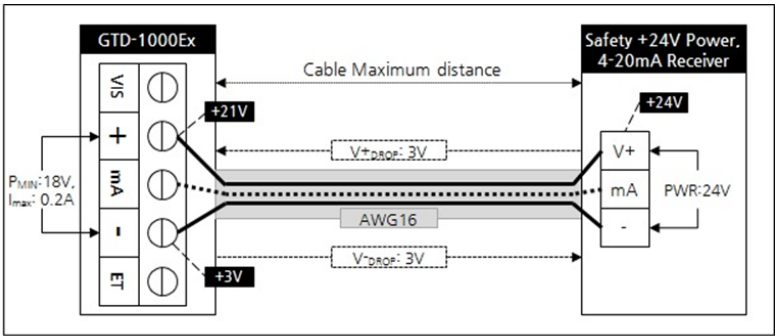 GTD-1000Ex
Safety +24V Power,
4-20mA Receiver
Cable Maximum distance
VIS
+
mA
-
ET
+21V
+24V
V+DROP: 3V
V+
mA
-
PMIN:18V,
Imax: 0.2A
PWR:24V
AWG16
V-DROP: 3V
+3V